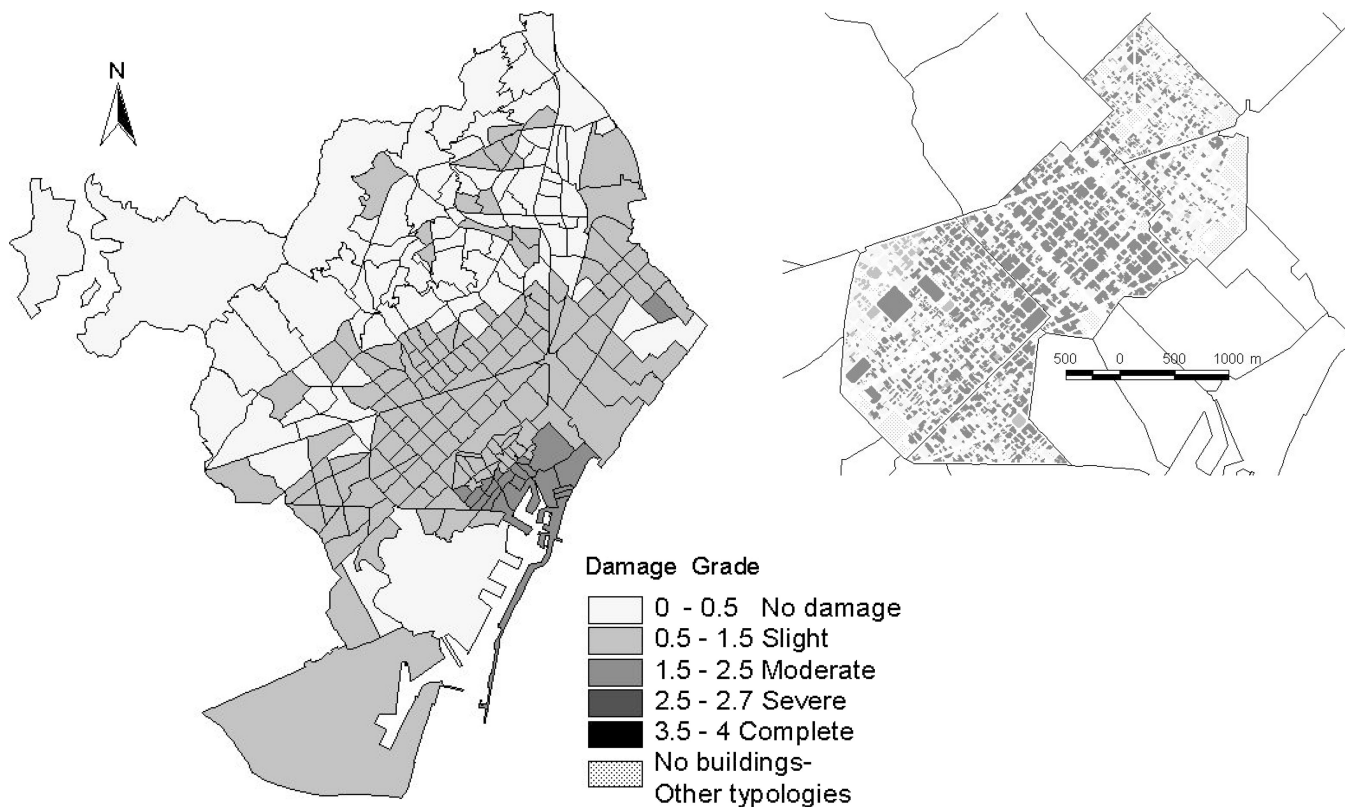 N
500 0 500 1000 m
Damage Grade
0 - 0.5 No damage
0.5 - 1.5 Slight
1.5 - 2.5 Moderate
2.5 - 2.7 Severe
3.5 - 4 Complete
No buildings-
Other typologies